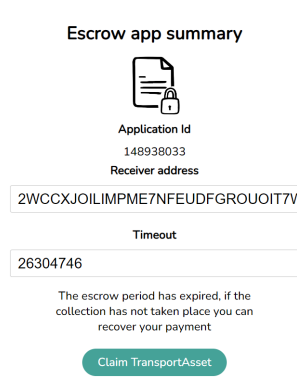 Escrow app summary
Application Id
148938033
Receiver address
2WCCXJOILIMPME7NFEUDFGROUOIT7W
Timeout
26304746
The escrow period has expired, if the
collection has not taken place you can
recover your payment
Claim TransportAsset